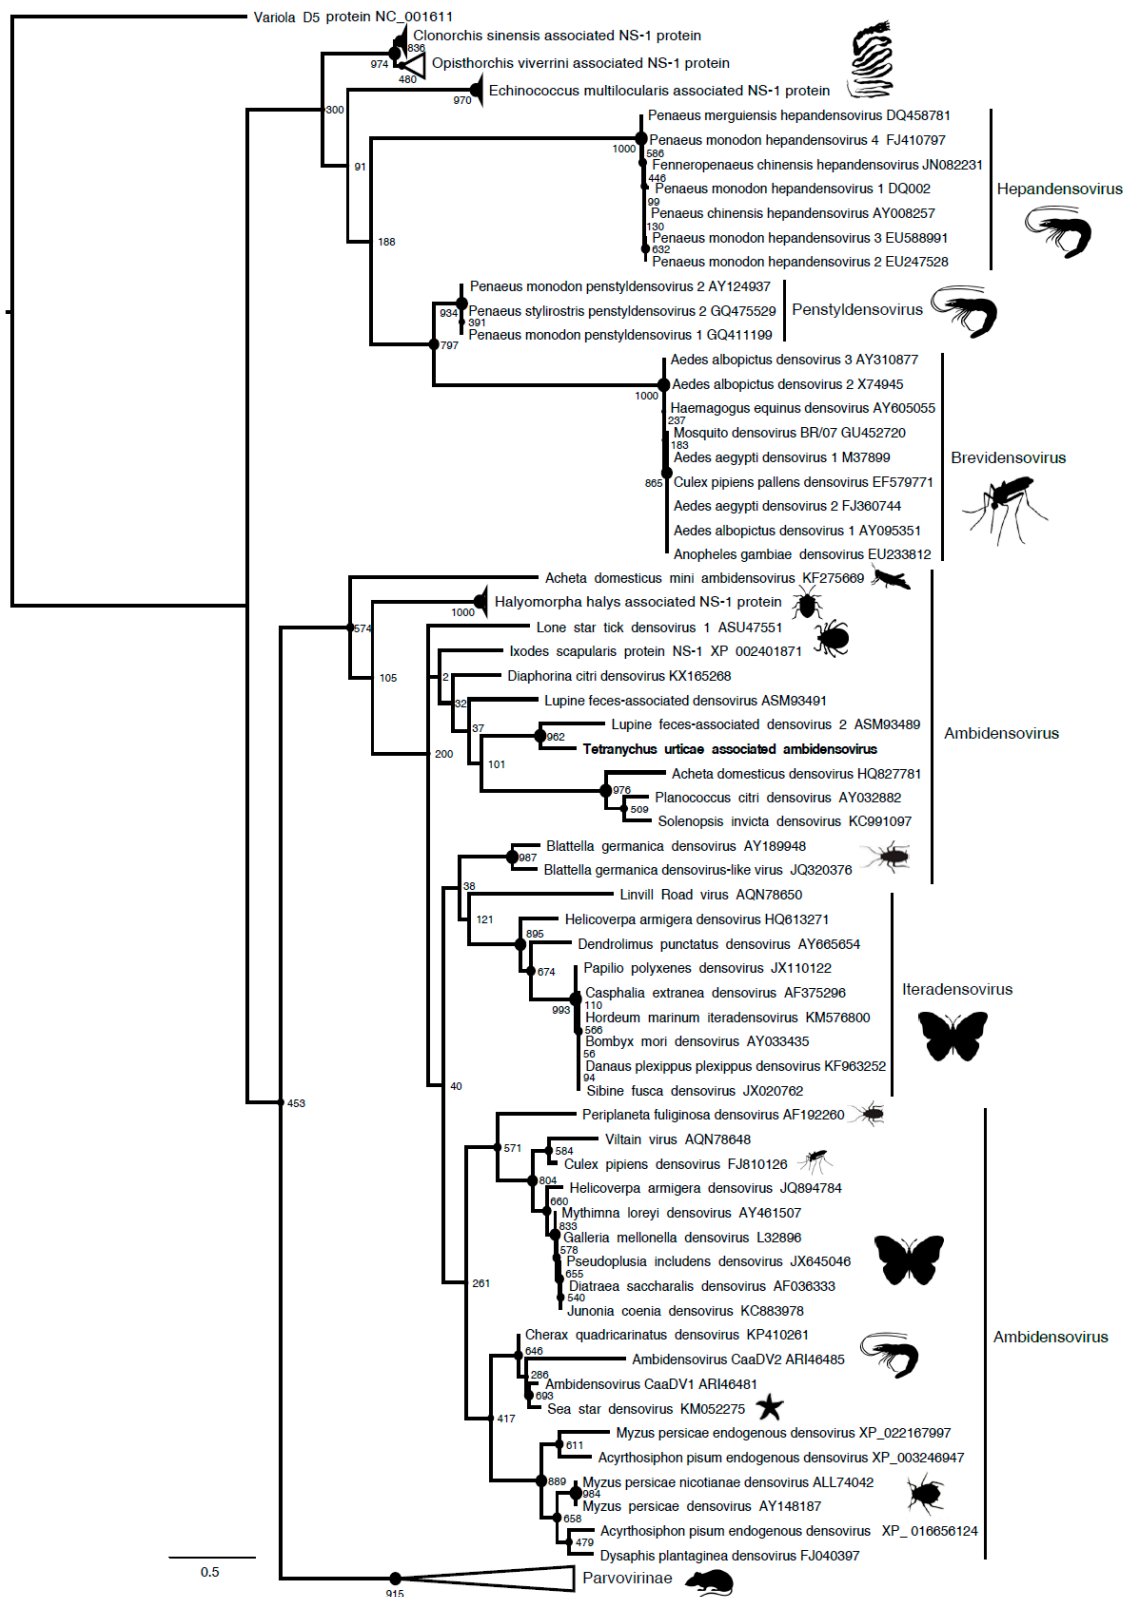 Variola D5 protein NC_001611
Clonorchis sinensis associated NS-1 protein
836
974
Opisthorchis viverrini associated NS-1 protein
480
Echinococcus multilocularis associated NS-1 protein
970
300
Penaeus merguiensis hepandensovirus DQ458781
Penaeus monodon hepandensovirus 4 FJ410797
1000
586
Fenneropenaeus chinensis hepandensovirus JN082231
91
446
Penaeus monodon hepandensovirus 1 DQ002
Hepandensovirus
99
Penaeus chinensis hepandensovirus AY008257
130
Penaeus monodon hepandensovirus 3 EU588991
188
632
Penaeus monodon hepandensovirus 2 EU247528
Penaeus monodon penstyldensovirus 2 AY124937
934
Penaeus stylirostris penstyldensovirus 2 GQ475529
Penstyldensovirus
391
Penaeus monodon penstyldensovirus 1 GQ411199
797
Aedes albopictus densovirus 3 AY310877
Aedes albopictus densovirus 2 X74945
1000
Haemagogus equinus densovirus AY605055
237
Mosquito densovirus BR/07 GU452720
183
Aedes aegypti densovirus 1 M37899
Brevidensovirus
865
Culex pipiens pallens densovirus EF579771
Aedes aegypti densovirus 2 FJ360744
Aedes albopictus densovirus 1 AY095351
Anopheles gambiae densovirus EU233812
Acheta domesticus mini ambidensovirus KF275669
Halyomorpha halys associated NS-1 protein
1000
574
Lone star tick densovirus 1 ASU47551
Ixodes scapularis protein NS-1 XP 002401871
105
2
Diaphorina citri densovirus KX165268
32
Lupine feces-associated densovirus ASM93491
37
Lupine feces-associated densovirus 2 ASM93489
Ambidensovirus
962
Tetranychus urticae associated ambidensovirus
200
101
Acheta domesticus densovirus HQ827781
976
Planococcus citri densovirus AY032882
509
Solenopsis invicta densovirus KC991097
Blattella germanica densovirus AY189948
987
Blattella germanica densovirus-like virus JQ320376
38
Linvill Road virus AQN78650
121
Helicoverpa armigera densovirus HQ613271
895
Dendrolimus punctatus densovirus AY665654
674
Papilio polyxenes densovirus JX110122
Casphalia extranea densovirus AF375296
Iteradensovirus
993
110
Hordeum marinum iteradensovirus KM576800
566
Bombyx mori densovirus AY033435
56
Danaus plexippus plexippus densovirus KF963252
94
Sibine fusca densovirus JX020762
40
453
Periplaneta fuliginosa densovirus AF192260
571
Viltain virus AQN78648
584
Culex pipiens densovirus FJ810126
804
Helicoverpa armigera densovirus JQ894784
660
Mythimna loreyi densovirus AY461507
833
Galleria mellonella densovirus L32896
578
Pseudoplusia includens densovirus JX645046
655
Diatraea saccharalis densovirus AF036333
261
540
Junonia coenia densovirus KC883978
Cherax quadricarinatus densovirus KP410261
Ambidensovirus
646
Ambidensovirus CaaDV2 ARI46485
286
Ambidensovirus CaaDV1 ARI46481
693
Sea star densovirus KM052275
417
Myzus persicae endogenous densovirus XP_022167997
611
Acyrthosiphon pisum endogenous densovirus XP_003246947
889
Myzus persicae nicotianae densovirus ALL74042
984
Myzus persicae densovirus AY148187
658
Acyrthosiphon pisum endogenous densovirus XP_ 016656124
479
Dysaphis plantaginea densovirus FJ040397
0.5
Parvovirinae
915